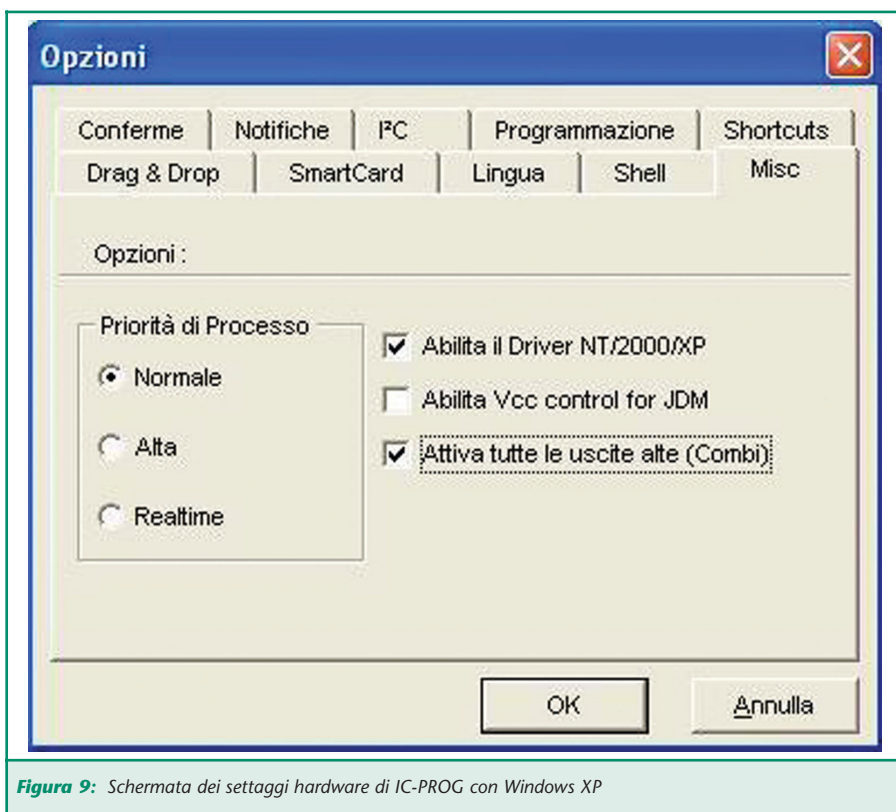 Opzioni
Conferme Notifiche I²C Programmazione Shortcuts
Drag & Drop SmartCard Lingua Shell Misc
Opzioni :
Priorità di Processo
Normale
Alta
Realtime
Abilita il Driver NT/2000/XP
Abilita Vcc control for JDM
Attiva tutte le uscite alte (Combi)
OK Annulla
Figura 9: Schermata dei settaggi hardware di IC-PROG con Windows XP